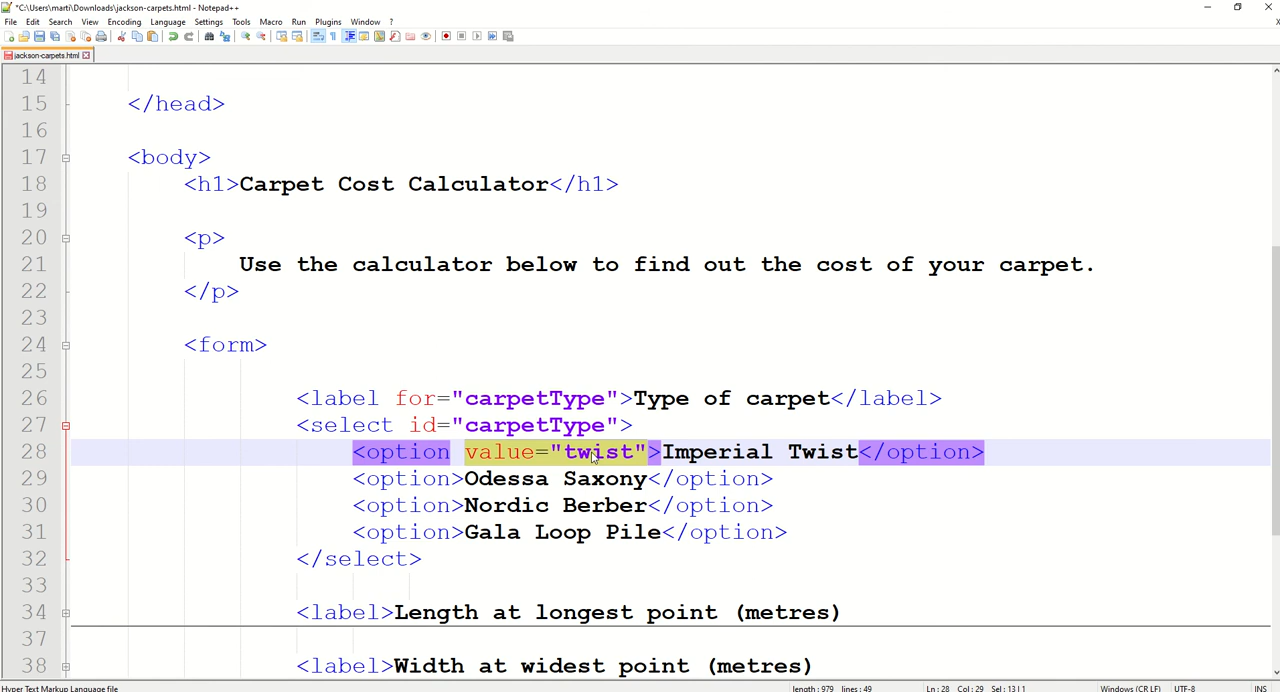 *C:\Users\marti\Downloads\jackson-carpets.html - Notepad++
File Edit Search View Encoding Language Settings Tools Macro Run Plugins Window ?
jackson-carpets.html
14
15 </head>
16
17 <body>
18 <h1>Carpet Cost Calculator</h1>
19
20 <p>
21 Use the calculator below to find out the cost of your carpet.
22 </p>
23
24 <form>
25
26 <label for="carpetType">Type of carpet</label>
27 <select id="carpetType">
28 <option value="twist">Imperial Twist</option>
29 <option>Odessa Saxony</option>
30 <option>Nordic Berber</option>
31 <option>Gala Loop Pile</option>
32 </select>
33
34 <label>Length at longest point (metres)
37
38 <label>Width at widest point (metres)
Hyper Text Markup Language file length : 979 lines : 49 Ln : 28 Col : 29 Sel : 13 | 1 Windows (CR LF) UTF-8 INS